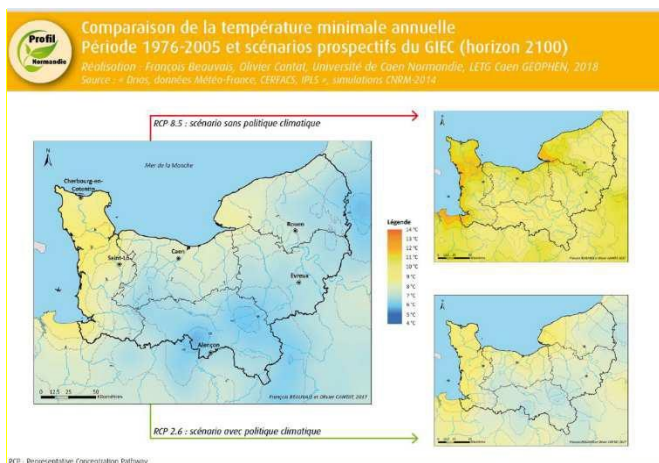 Profil
Normandie
Comparaison de la température minimale annuelle
Période 1976-2005 et scénarios prospectifs du GIEC (horizon 2100)
Réalisation : François Beauvais, Olivier Cantat, Université de Caen Normandie, LETG Caen GEOPHEN, 2018
Source : « Drias, données Météo-France, CERFACS, IPLS », simulations CNRM-2014
RCP 8.5 : scénario sans politique climatique
N
Mer de la Manche
Cherbourg-en-
Cotentin
Rouen
Caen
Saint-Lô
Evreux
Alençon
0 12,5 25 50
Kilomètres
François BEAUVAIS et Olivier CANTAT, 2017
Légende
14 °C
13 °C
12 °C
11 °C
10 °C
9 °C
8 °C
7 °C
6 °C
5 °C
4 °C
RCP 2.6 : scénario avec politique climatique
RCP : Representative Concentration Pathway